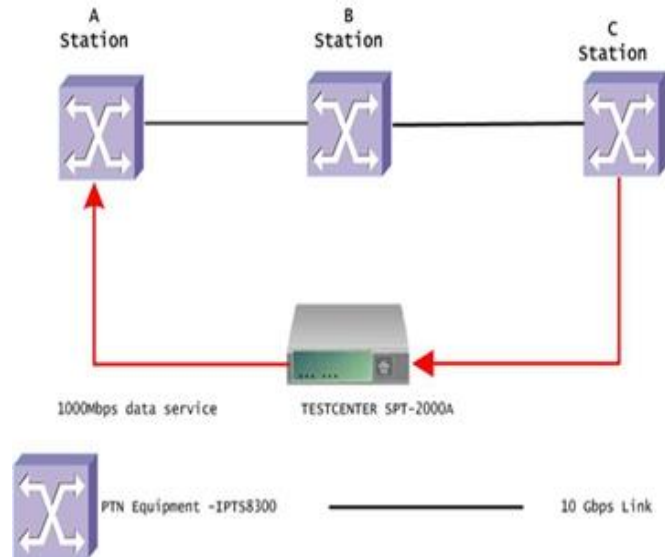 A
Station
B
Station
C
Station
1000Mbps data service
TESTCENTER SPT-2000A
PTN Equipment -IPTS8300
10 Gbps Link